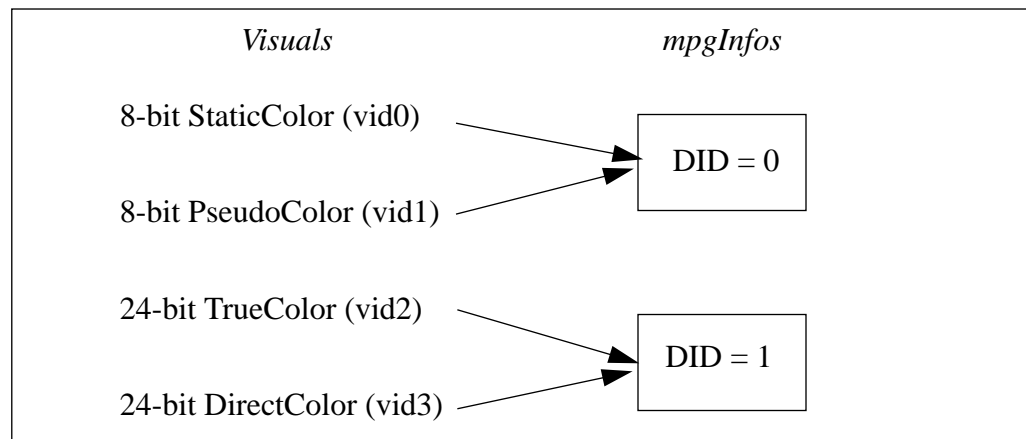 Visuals
mpgInfos
8-bit StaticColor (vid0)
DID = 0
8-bit PseudoColor (vid1)
24-bit TrueColor (vid2)
DID = 1
24-bit DirectColor (vid3)